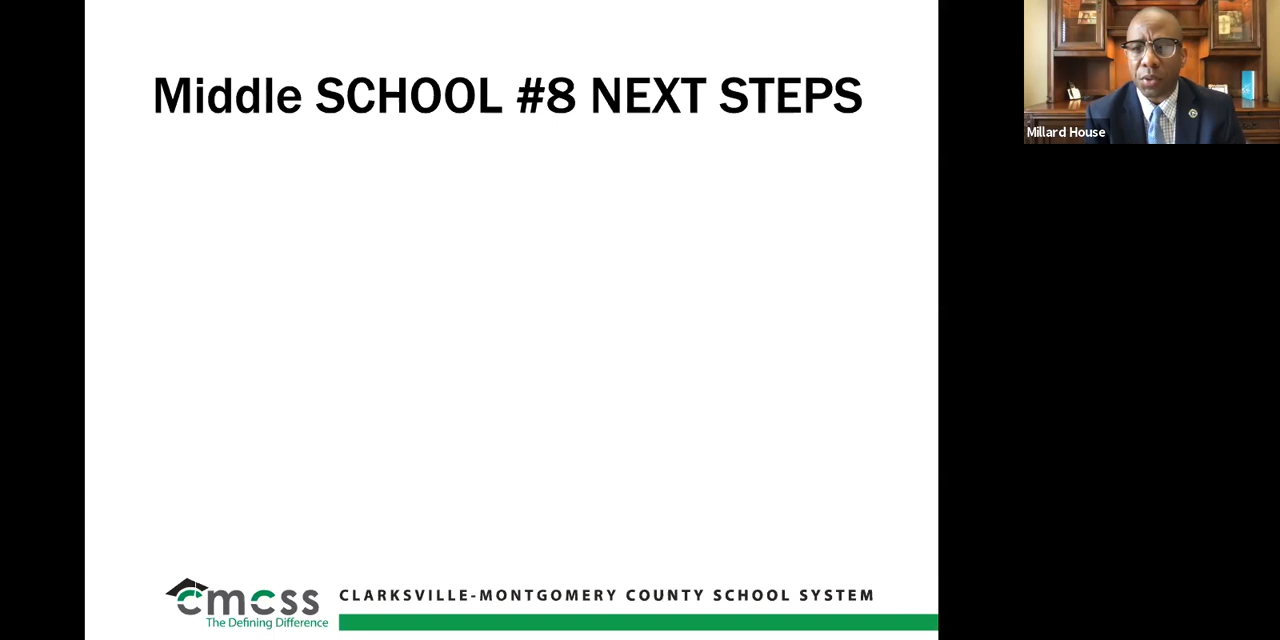 Middle SCHOOL #8 NEXT STEPS
Millard House
cmcss
The Defining Difference
CLARKSVILLE-MONTGOMERY COUNTY SCHOOL SYSTEM